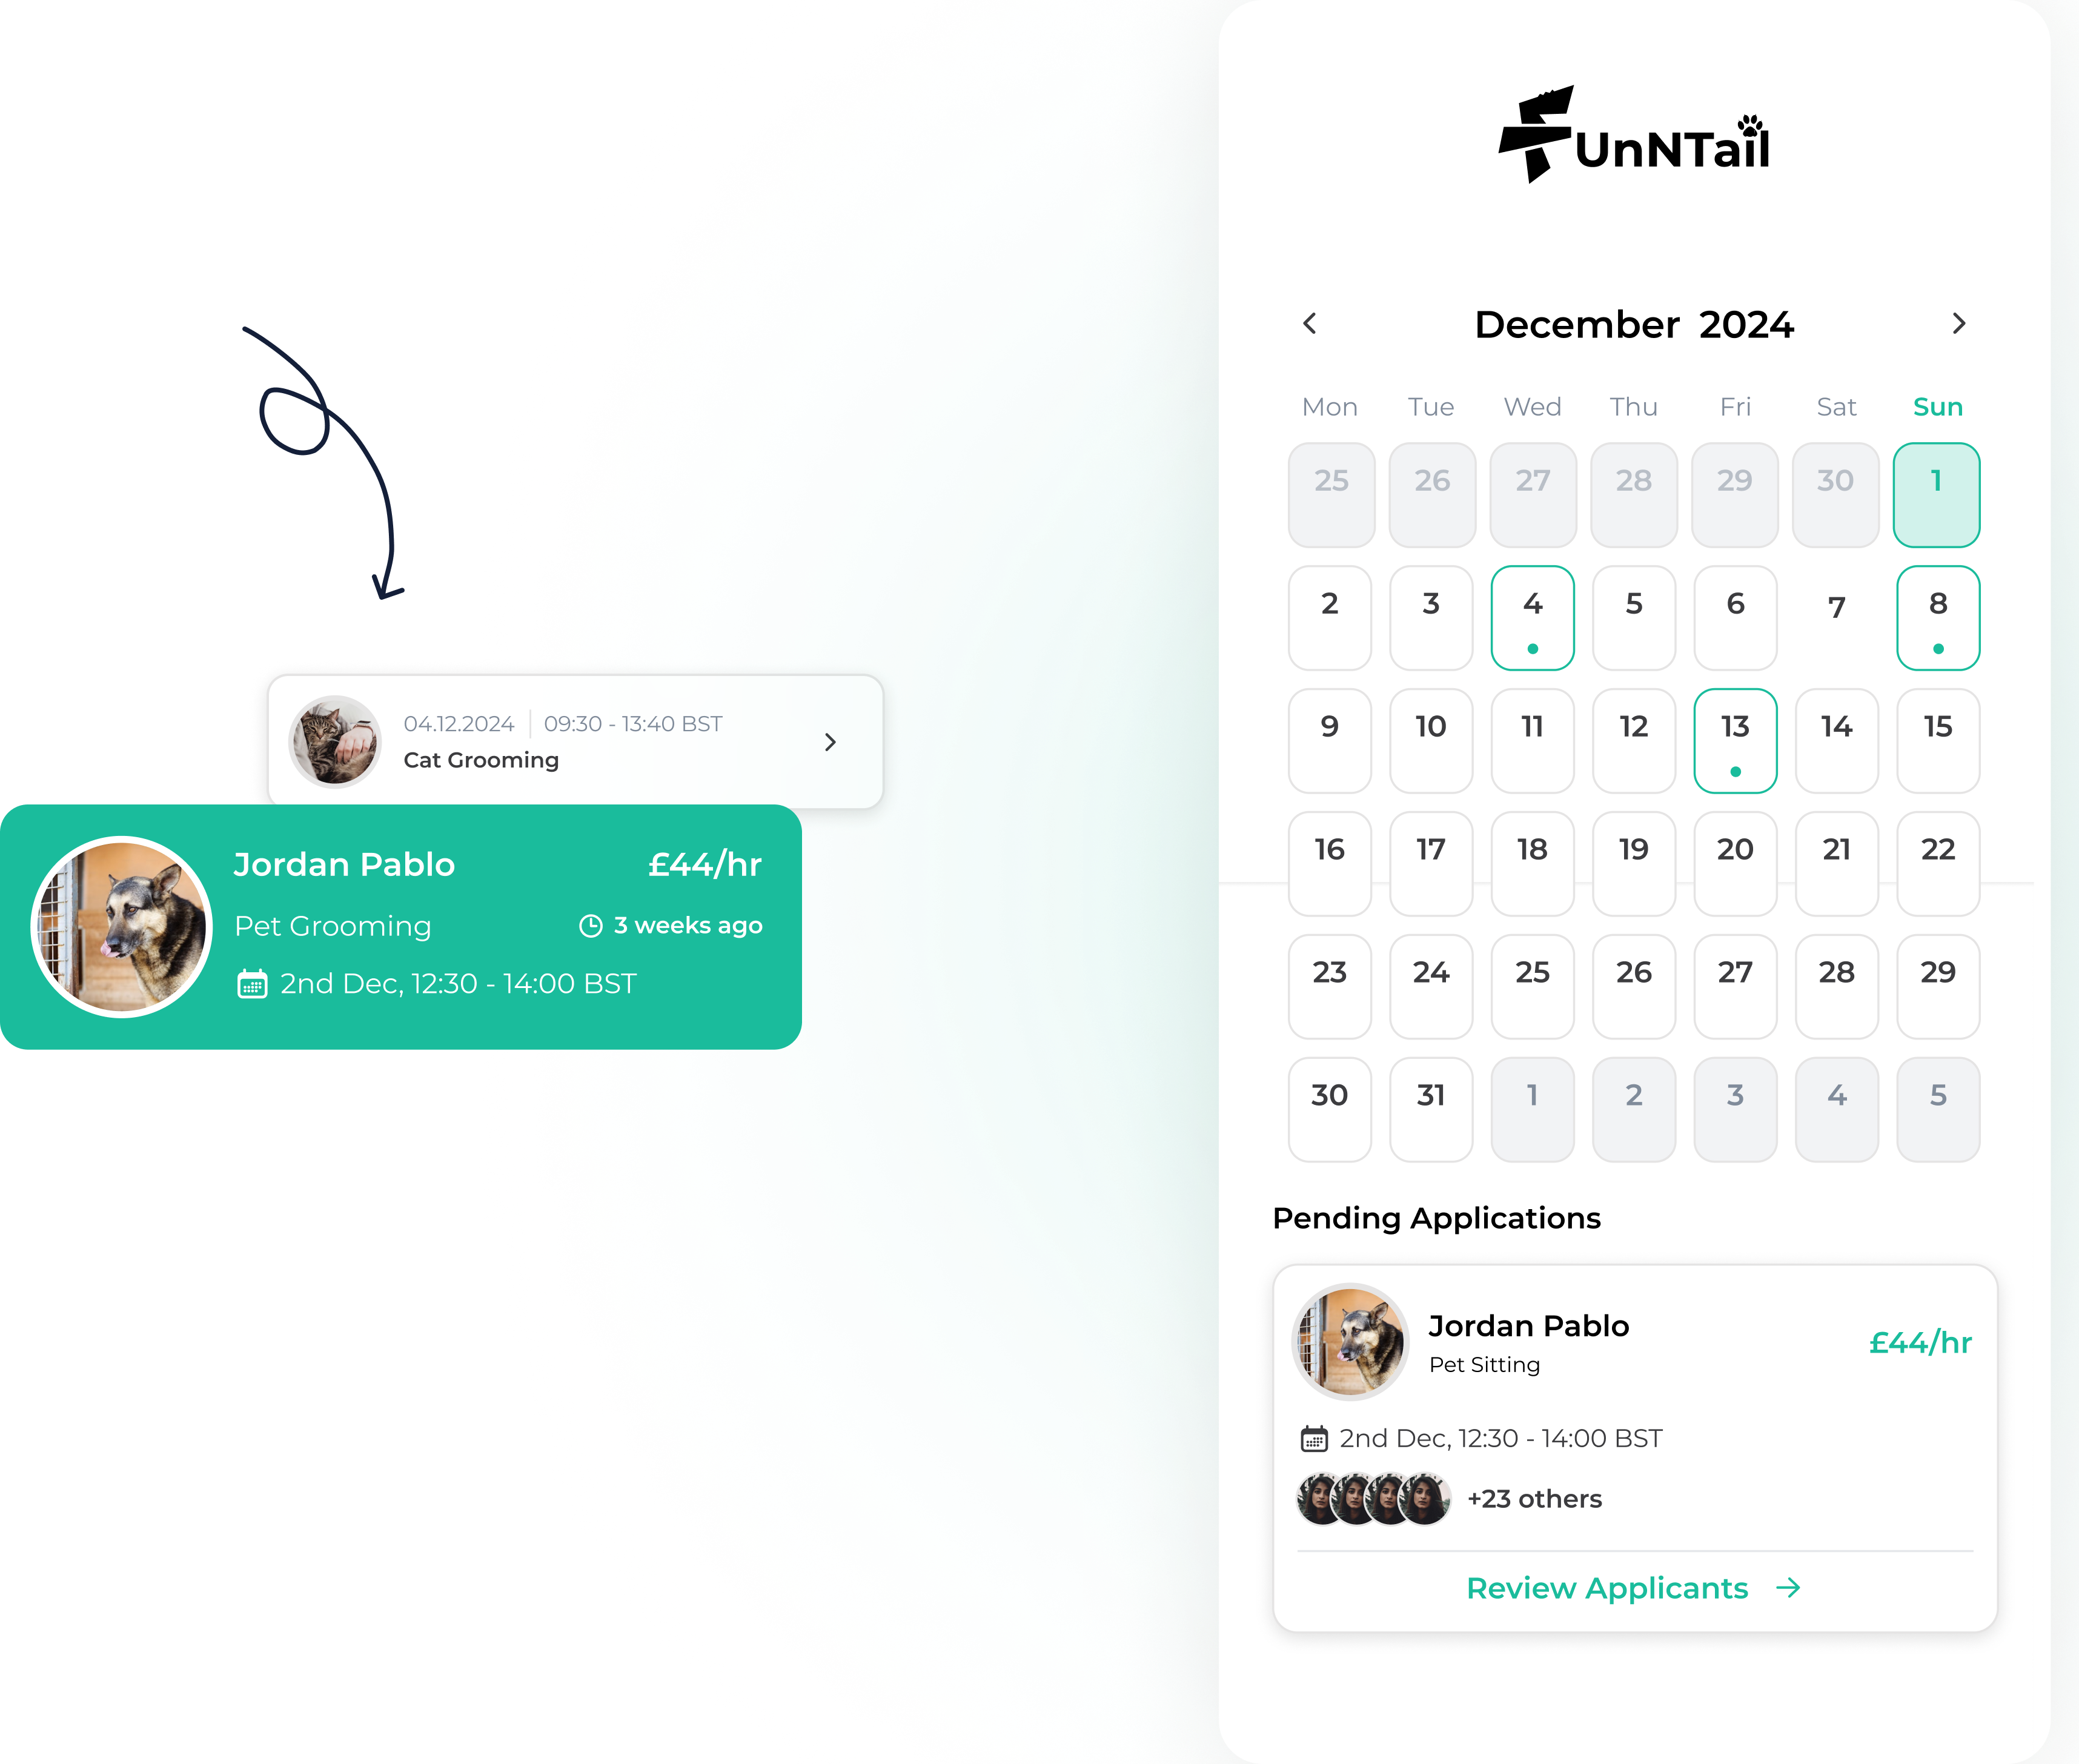 04.12.2024 09:30 - 13:40 BST
Cat Grooming
Jordan Pablo £44/hr
Pet Grooming 3 weeks ago
2nd Dec, 12:30 - 14:00 BST
FUnNTail
December 2024
Mon Tue Wed Thu Fri Sat Sun
25 26 27 28 29 30 1
2 3 4 5 6 7 8
9 10 11 12 13 14 15
16 17 18 19 20 21 22
23 24 25 26 27 28 29
30 31 1 2 3 4 5
Pending Applications
Jordan Pablo
Pet Sitting
£44/hr
2nd Dec, 12:30 - 14:00 BST
+23 others
Review Applicants